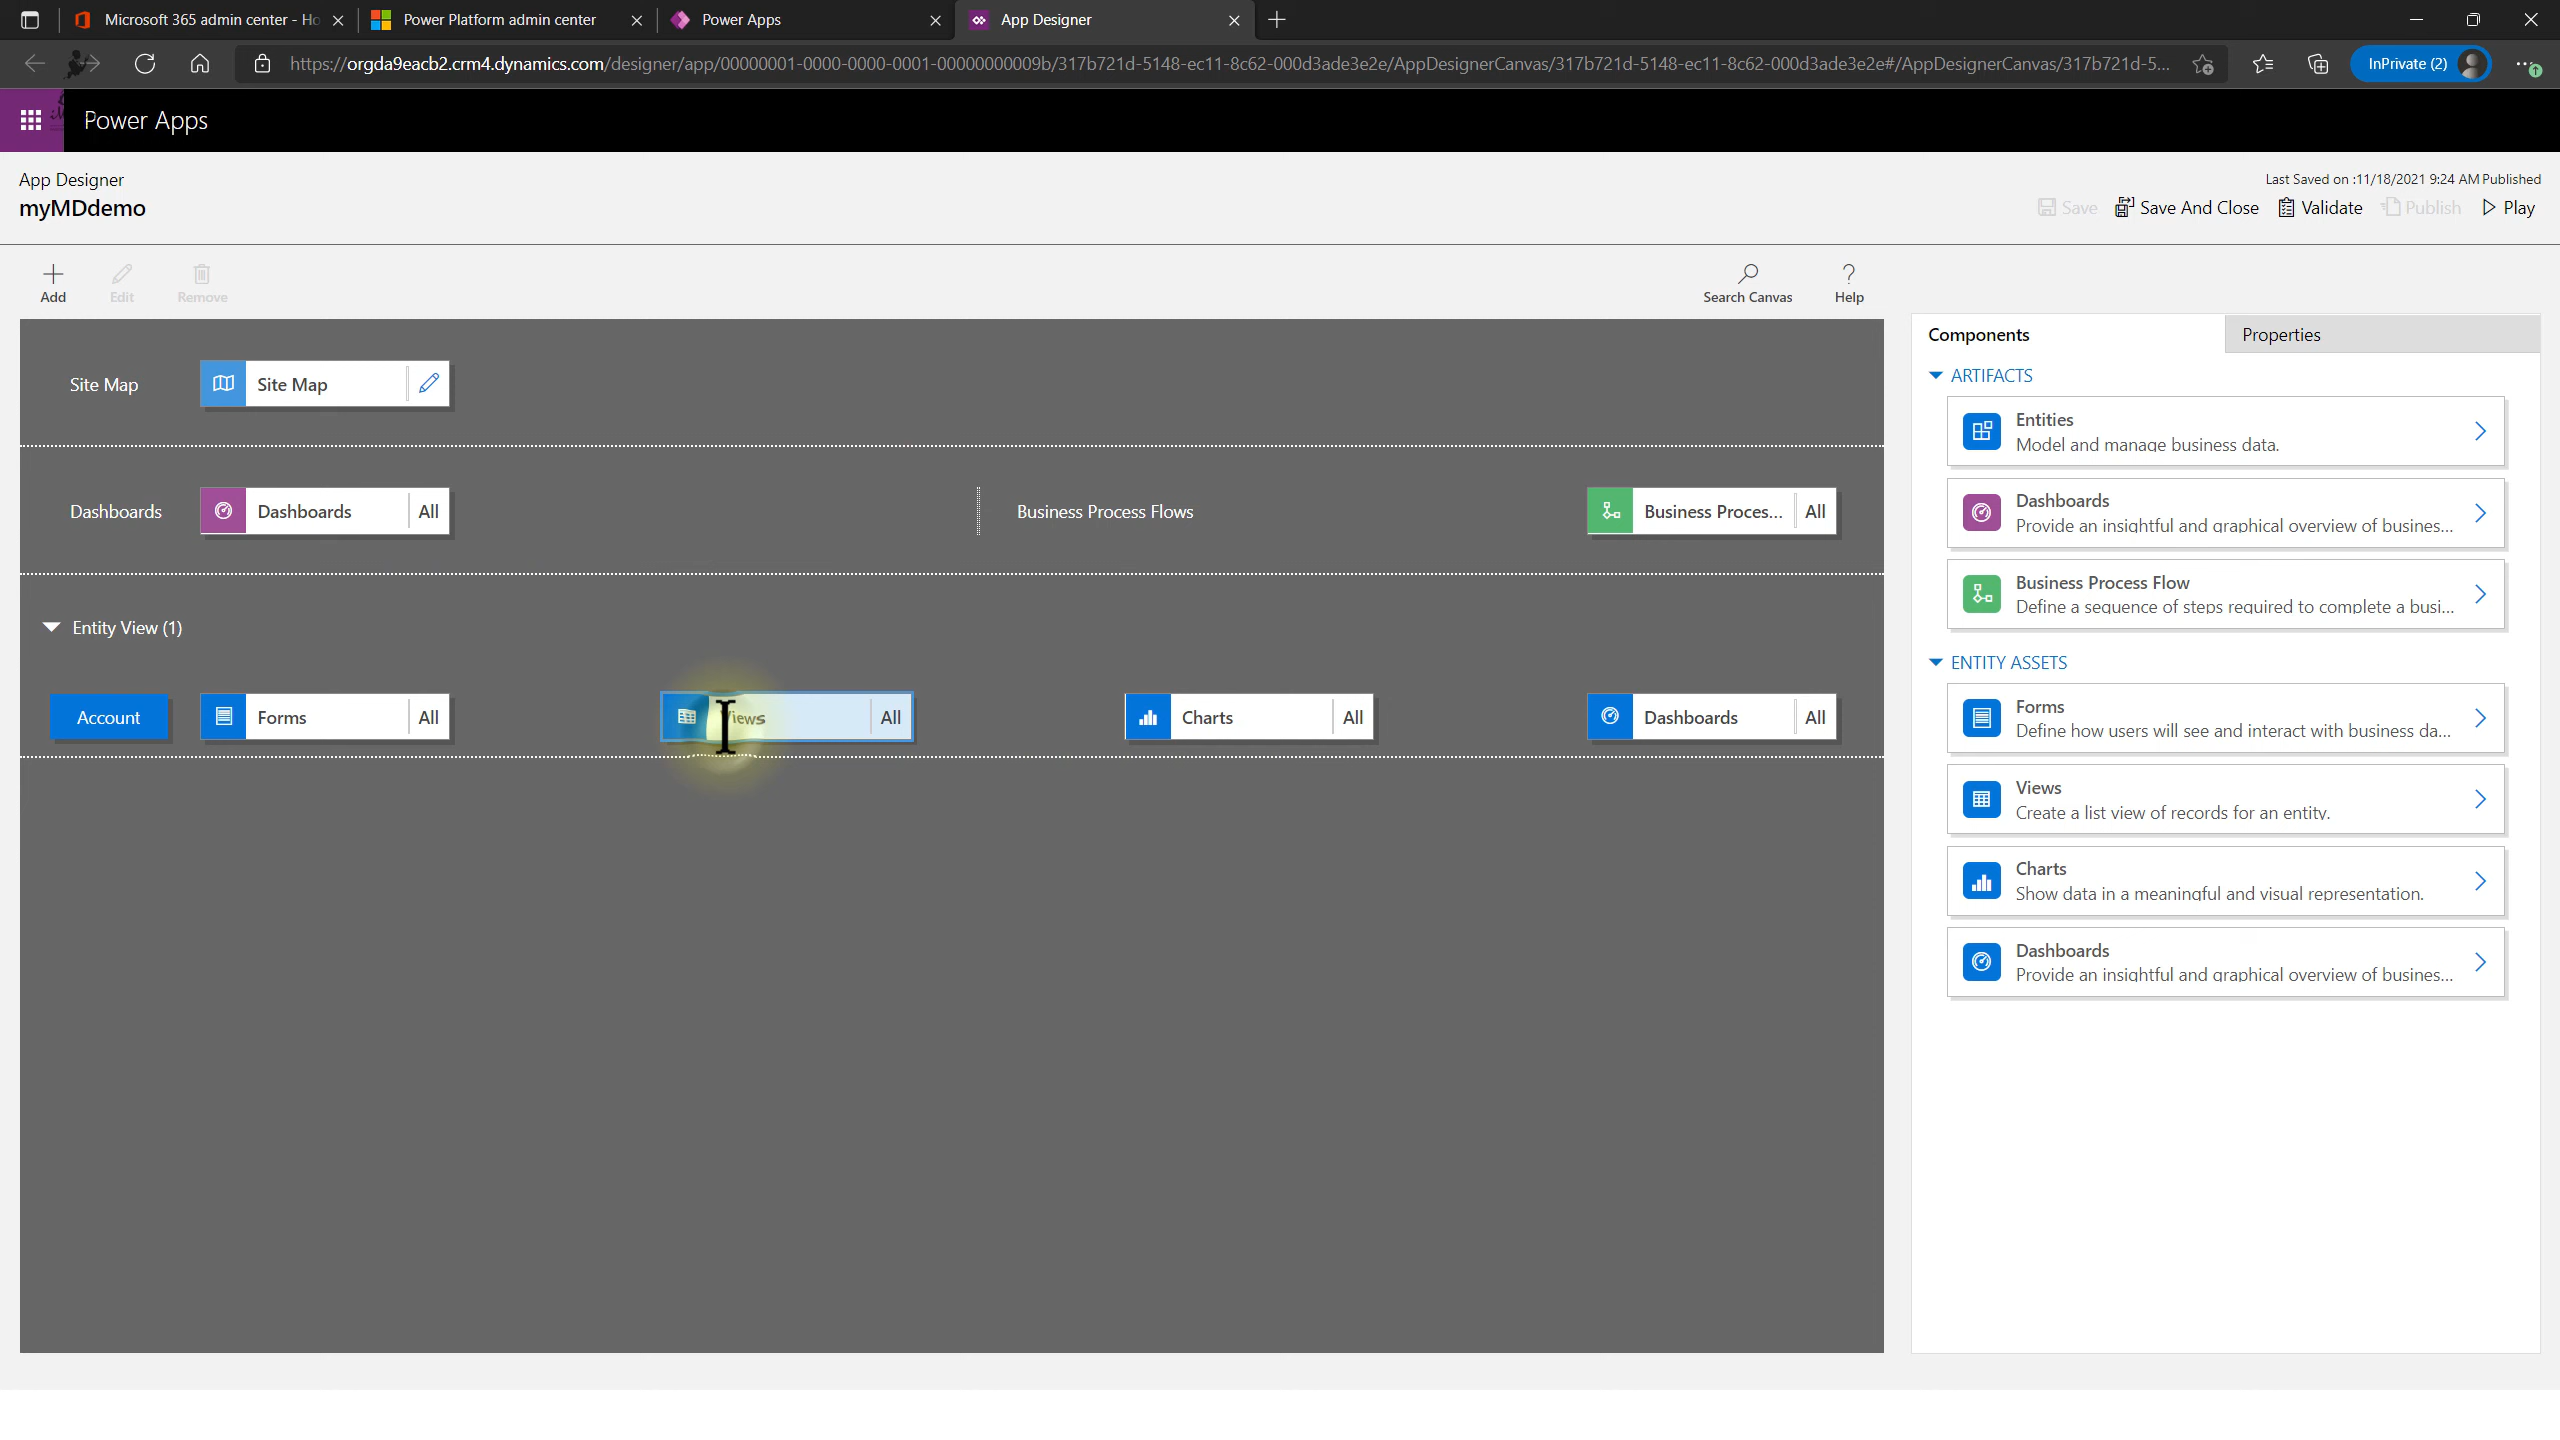 Microsoft 365 admin center - Ho
Power Platform admin center
Power Apps
App Designer
https://orgda9eacb2.crm4.dynamics.com/designer/app/00000001-0000-0000-0001-00000000009b/317b721d-5148-ec11-8c62-000d3ade3e2e/AppDesignerCanvas/317b721d-5148-ec11-8c62-000d3ade3e2e#/AppDesignerCanvas/317b721d-5...
InPrivate (2)
Power Apps
App Designer
myMDdemo
Last Saved on :11/18/2021 9:24 AM Published
Save
Save And Close
Validate
Publish
Play
Add
Edit
Remove
Search Canvas
Help
Site Map
Site Map
Dashboards
Dashboards
All
Business Process Flows
Business Proces...
All
Entity View (1)
Account
Forms
All
Views
All
Charts
All
Dashboards
All
Components
Properties
ARTIFACTS
Entities
Model and manage business data.
Dashboards
Provide an insightful and graphical overview of busines...
Business Process Flow
Define a sequence of steps required to complete a busi...
ENTITY ASSETS
Forms
Define how users will see and interact with business da...
Views
Create a list view of records for an entity.
Charts
Show data in a meaningful and visual representation.
Dashboards
Provide an insightful and graphical overview of busines...